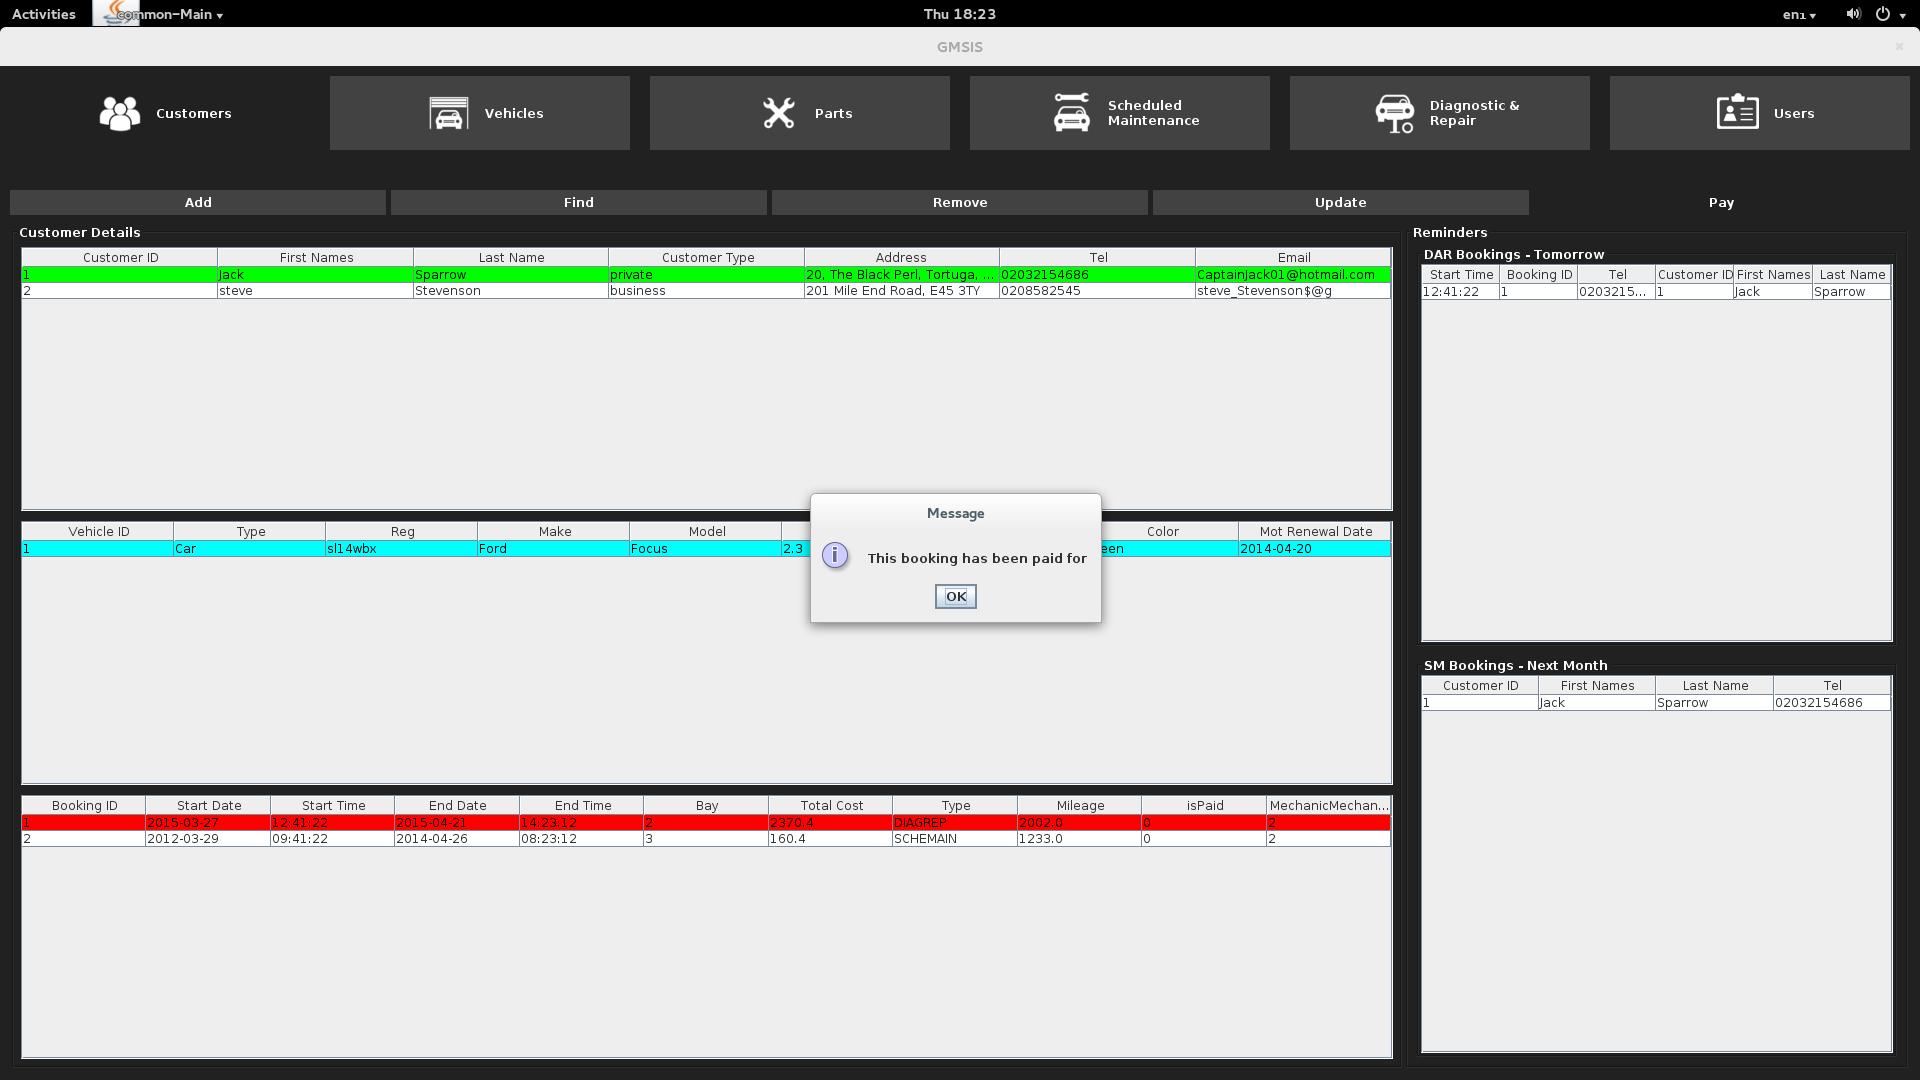 Activities common-Main Thu 18:23 en1
GMSIS
Customers Vehicles Parts Scheduled Maintenance Diagnostic & Repair Users
Add Find Remove Update Pay
Customer Details
Customer ID First Names Last Name Customer Type Address Tel Email
1 Jack Sparrow private 20, The Black Perl, Tortuga, ... 02032154686 CaptainJack01@hotmail.com
2 steve Stevenson business 201 Mile End Road, E45 3TY 0208582545 steve_Stevenson$@g
Vehicle ID Type Reg Make Model Color Mot Renewal Date
1 Car sl14wbx Ford Focus 2.3 een 2014-04-20
Message
This booking has been paid for
OK
Booking ID Start Date Start Time End Date End Time Bay Total Cost Type Mileage isPaid MechanicMechan...
1 2015-03-27 12:41:22 2015-04-21 14:23:12 2 2370.4 DIAGREP 2002.0 0 2
2 2012-03-29 09:41:22 2014-04-26 08:23:12 3 160.4 SCHEMAIN 1233.0 0 2
Reminders
DAR Bookings - Tomorrow
Start Time Booking ID Tel Customer ID First Names Last Name
12:41:22 1 0203215... 1 Jack Sparrow
SM Bookings - Next Month
Customer ID First Names Last Name Tel
1 Jack Sparrow 02032154686